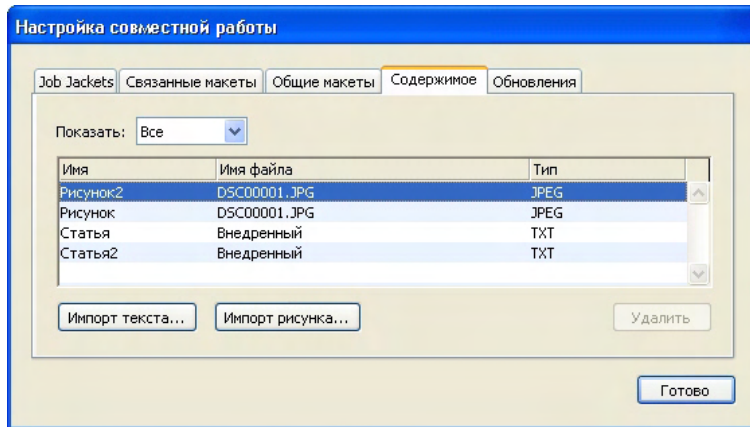 Настройка совместной работы
Job Jackets Связанные макеты Общие макеты Содержимое Обновления
Показать: Все
Имя Имя файла Тип
Рисунок2 DSC00001.JPG JPEG
Рисунок DSC00001.JPG JPEG
Статья Внедренный TXT
Статья2 Внедренный TXT
Импорт текста... Импорт рисунка... Удалить
Готово